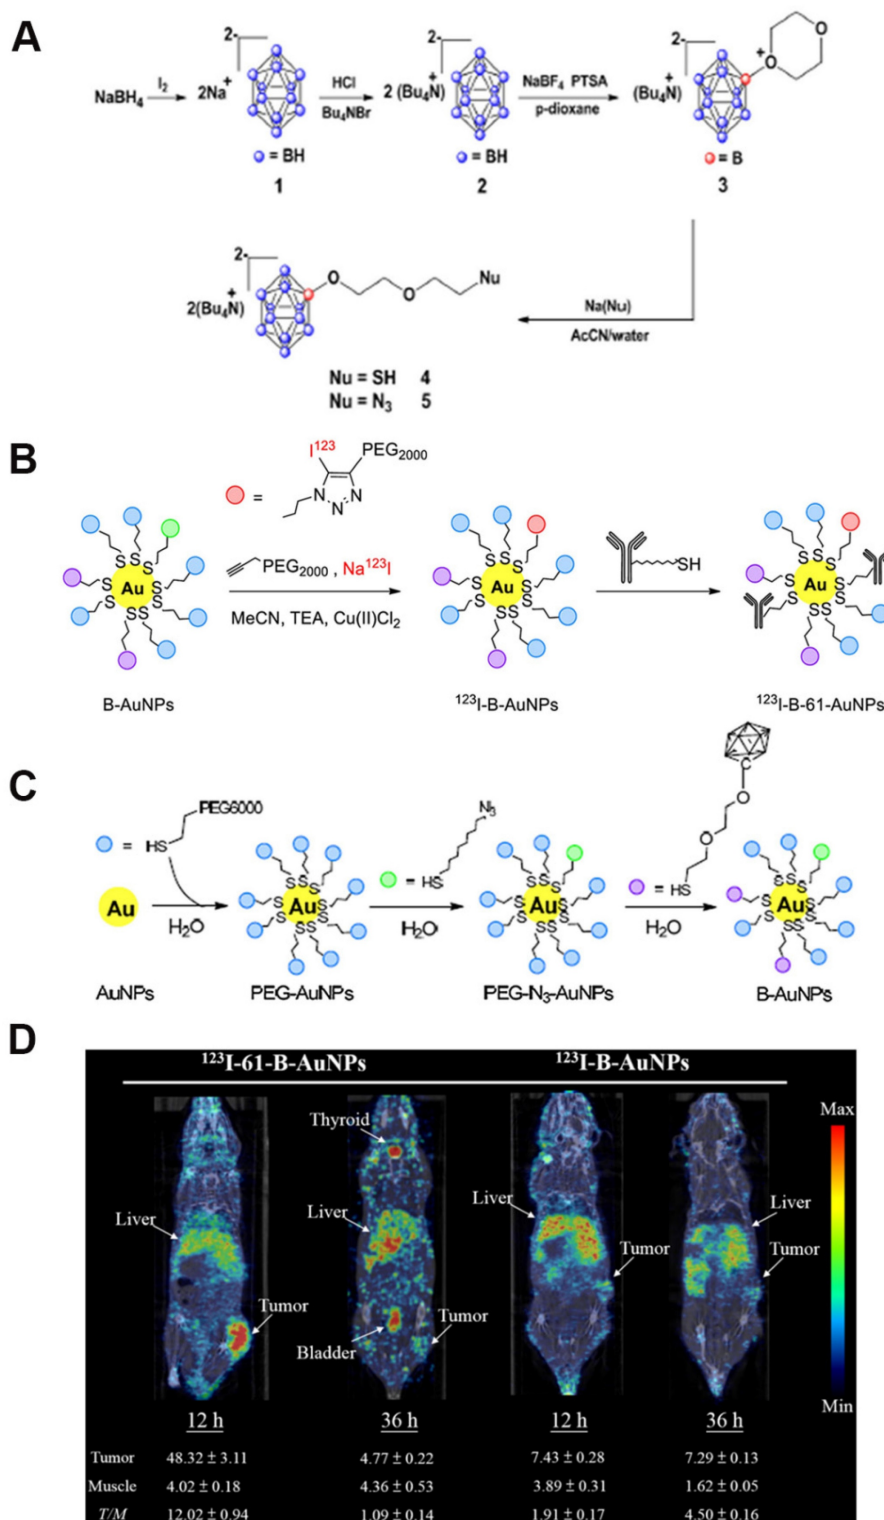 A
NaBH4
I2
2Na+
2-
= BH
1
HCl
Bu4NBr
2 (Bu4N)+
2-
= BH
2
NaBF4 PTSA
p-dioxane
(Bu4N)+
2-
O+
O
= B
3
2-
2(Bu4N)+
O
O
Nu
Na(Nu)
AcCN/water
Nu = SH 4
Nu = N3 5
B
=
I123
PEG2000
N
N
N
PEG2000 , Na123I
MeCN, TEA, Cu(II)Cl2
SH
Au
Au
Au
S S S S S S S S S S
S S S S S S S S S S
S S S S S S S S S S
B-AuNPs
123I-B-AuNPs
123I-B-61-AuNPs
C
=
HS
PEG6000
Au
H2O
=
HS
N3
H2O
=
HS
O
O
C
H2O
Au
Au
Au
S S S S S S S S S S
S S S S S S S S S S
S S S S S S S S S S
AuNPs
PEG-AuNPs
PEG-N3-AuNPs
B-AuNPs
D
123I-61-B-AuNPs
123I-B-AuNPs
Thyroid
Liver
Tumor
Liver
Bladder
Tumor
Liver
Tumor
Liver
Tumor
Max
Min
12 h 36 h 12 h 36 h
Tumor 48.32 ± 3.11 4.77 ± 0.22 7.43 ± 0.28 7.29 ± 0.13
Muscle 4.02 ± 0.18 4.36 ± 0.53 3.89 ± 0.31 1.62 ± 0.05
T/M 12.02 ± 0.94 1.09 ± 0.14 1.91 ± 0.17 4.50 ± 0.16